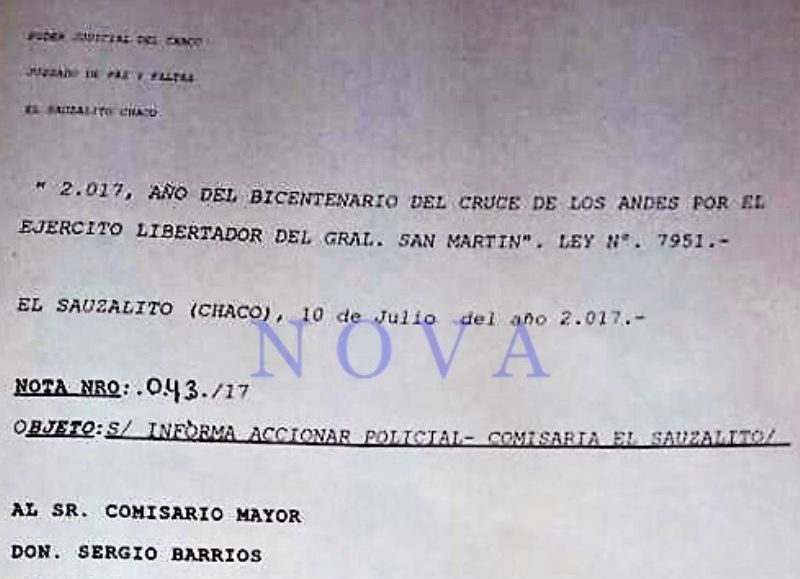 PODER JUDICIAL DEL CHACO
JUZGADO DE PAZ Y FALTAS
EL SAUZALITO CHACO
" 2.017, AÑO DEL BICENTENARIO DEL CRUCE DE LOS ANDES POR EL
EJERCITO LIBERTADOR DEL GRAL. SAN MARTIN". LEY N°. 7951.-
EL SAUZALITO (CHACO), 10 de Julio del año 2.017.-
NOVA
NOTA NRO:.043./17
OBJETO:S/ INFORMA ACCIONAR POLICIAL- COMISARIA EL SAUZALITO/
AL SR. COMISARIO MAYOR
DON. SERGIO BARRIOS